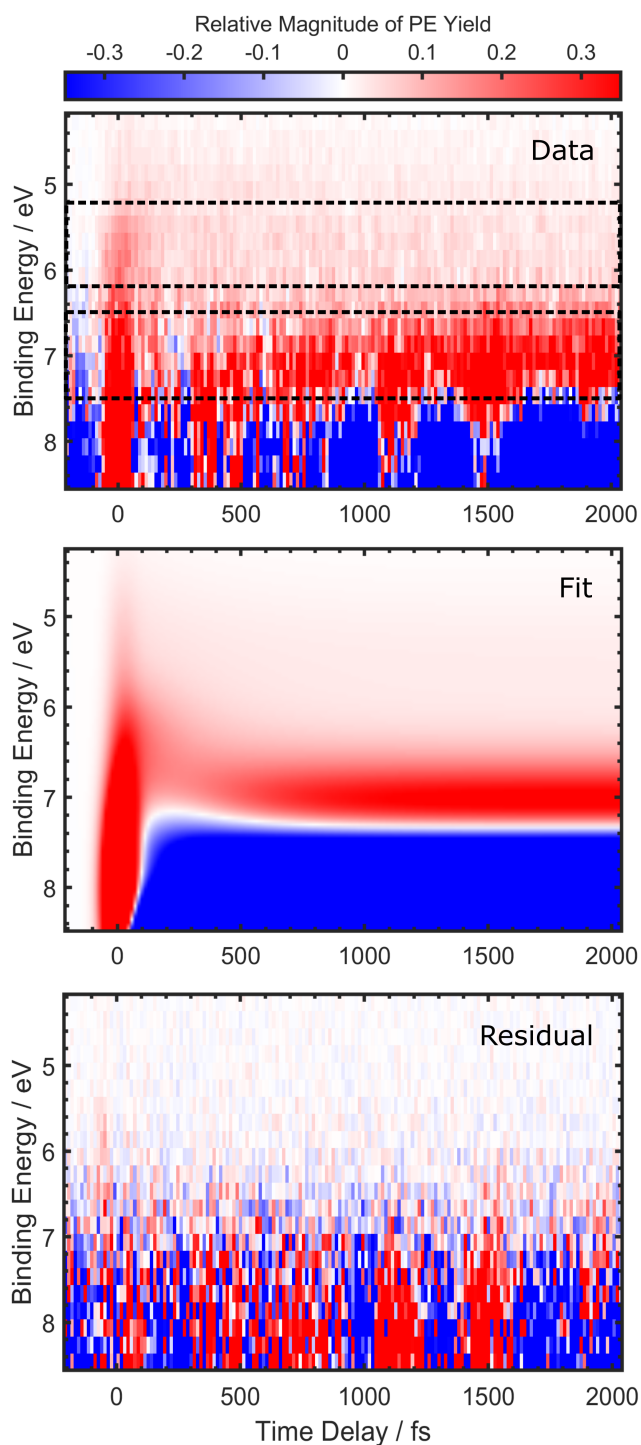 Relative Magnitude of PE Yield
-0.3 -0.2 -0.1 0 0.1 0.2 0.3
Data
Binding Energy / eV
5
6
7
8
0 500 1000 1500 2000
Fit
Binding Energy / eV
5
6
7
8
0 500 1000 1500 2000
Residual
Binding Energy / eV
5
6
7
8
0 500 1000 1500 2000
Time Delay / fs